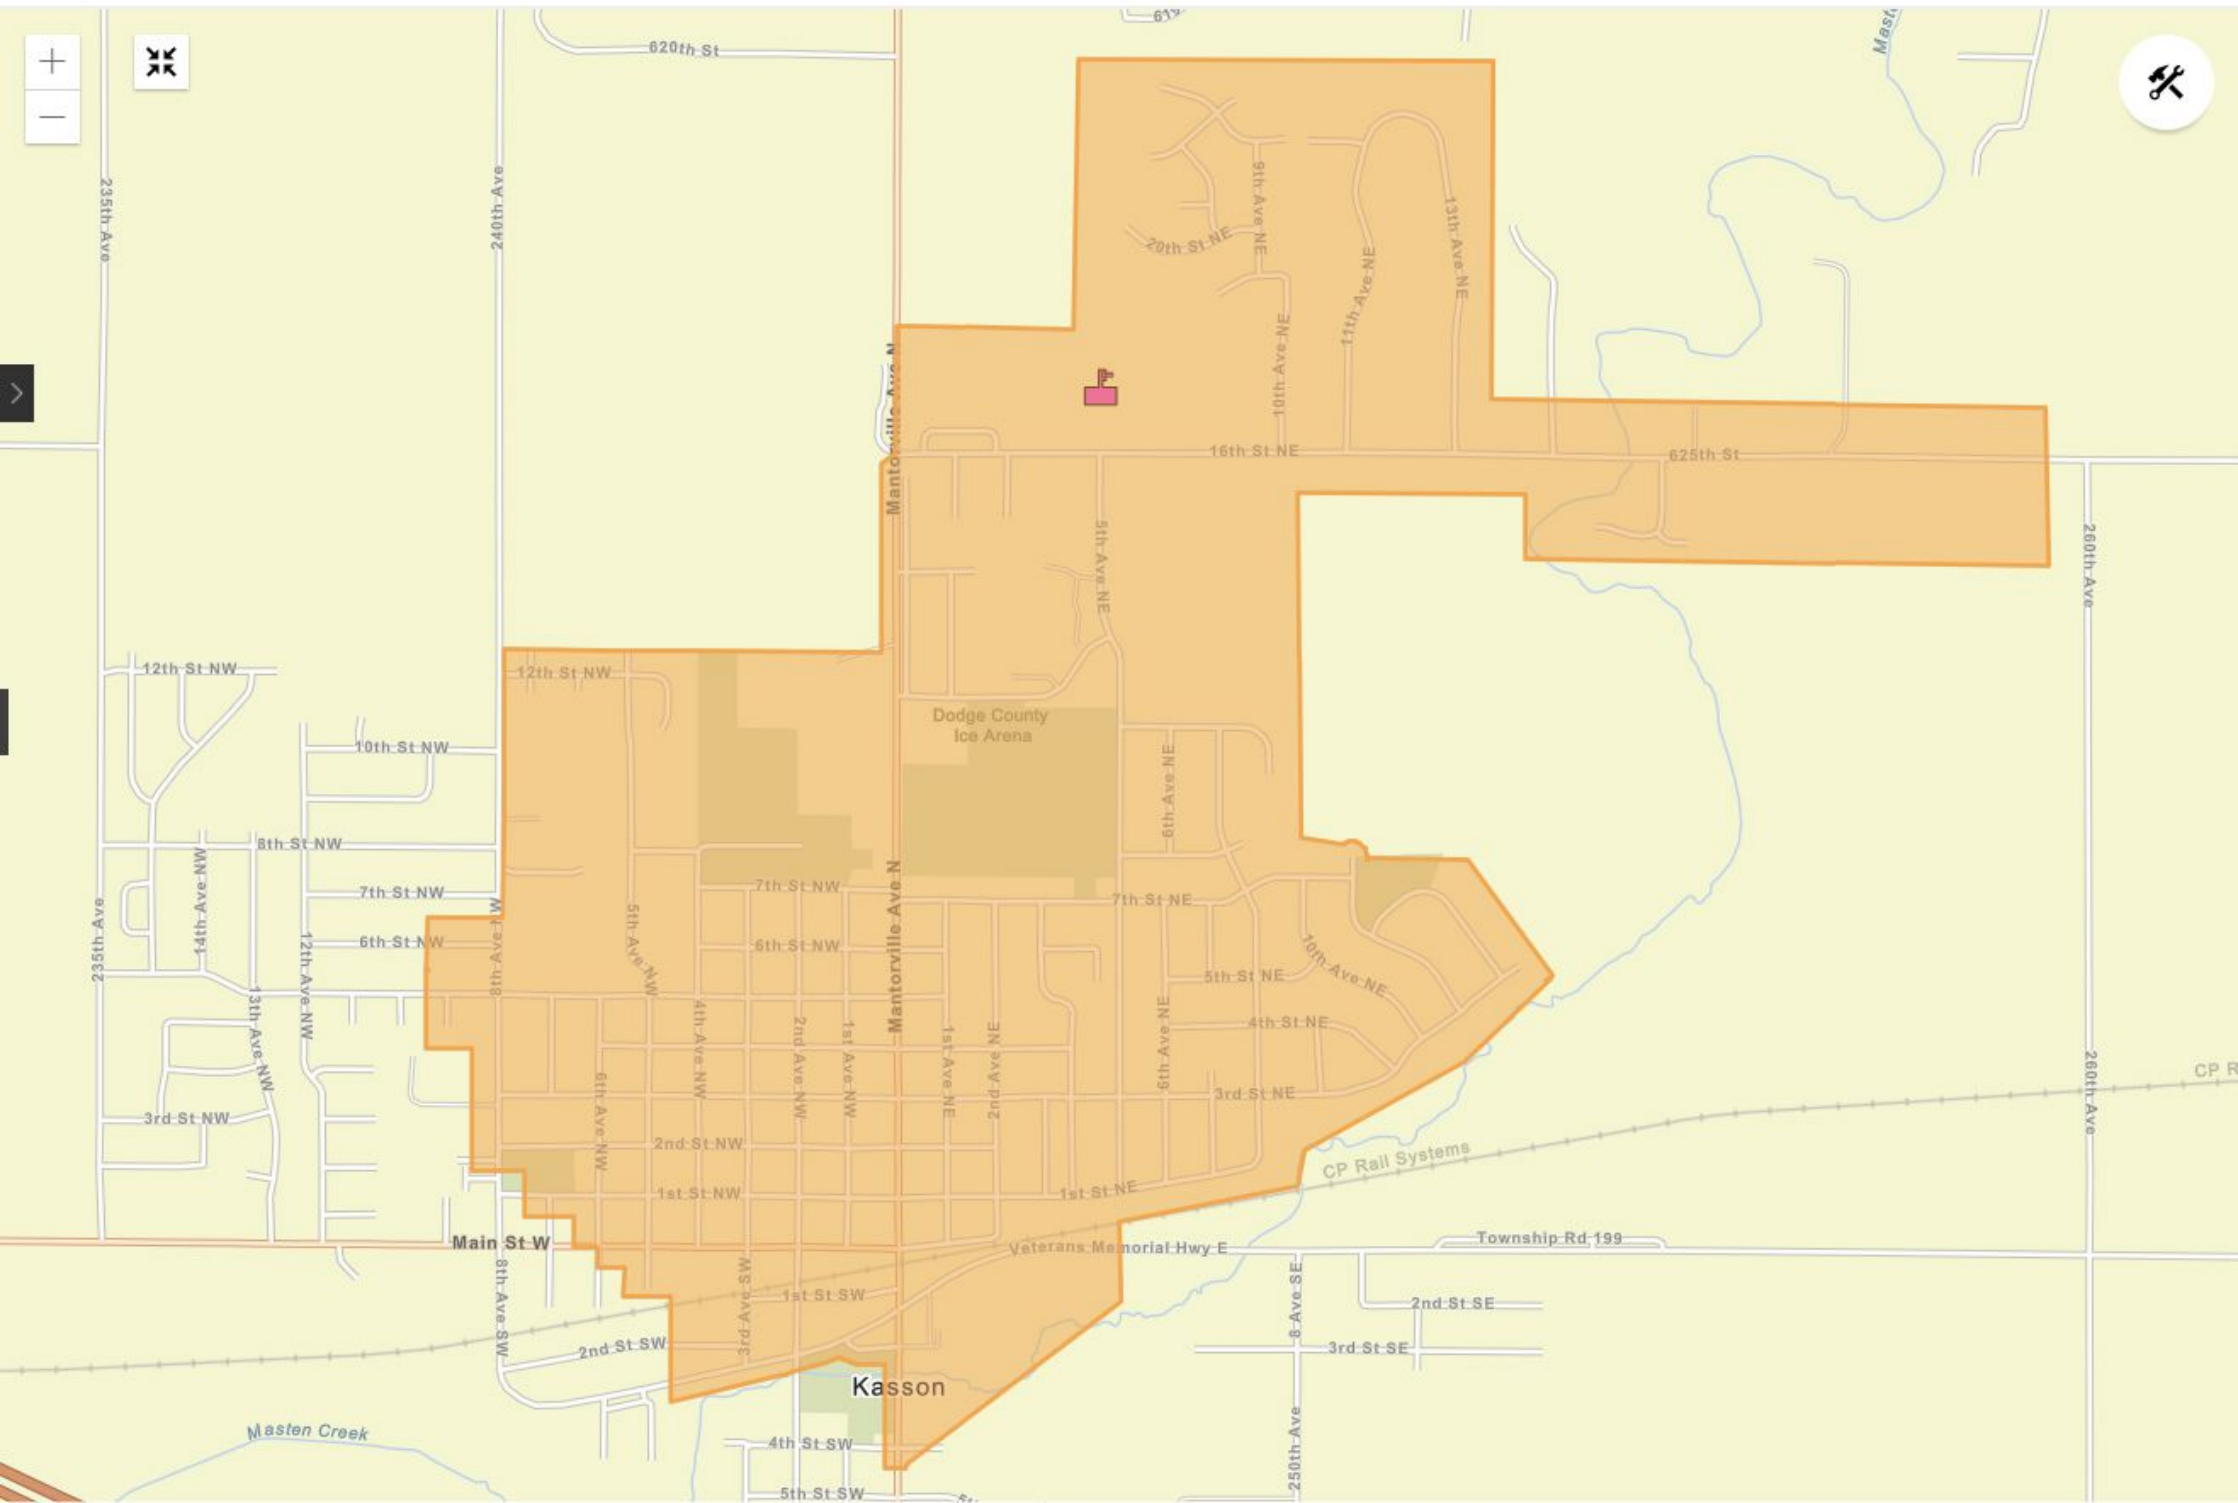 620th St
235th Ave
240th Ave
9th Ave NE
20th St NE
13th Ave NE
11th Ave NE
10th Ave NE
Mantorville Ave N
16th St NE
625th St
5th Ave NE
260th Ave
12th St NW
12th St NW
Dodge County
Ice Arena
10th St NW
6th Ave NE
8th St NW
7th St NW
7th St NW
7th St NE
14th Ave NW
235th Ave
8th Ave NW
5th Ave NW
Mantorville Ave N
6th St NW
6th St NW
12th Ave NW
10th Ave NE
5th St NE
13th Ave NW
4th Ave NW
2nd Ave NW
1st Ave NW
1st Ave NE
2nd Ave NE
6th Ave NE
4th St NE
260th Ave
CP R
6th Ave NW
3rd St NE
3rd St NW
2nd St NW
CP Rail Systems
1st St NW
1st St NE
Main St W
Veterans Memorial Hwy E
Township Rd 199
8th Ave SW
3rd Ave SW
1st St SW
8 Ave SE
2nd St SE
2nd St SW
3rd St SE
Kasson
Masten Creek
4th St SW
250th Ave
5th St SW